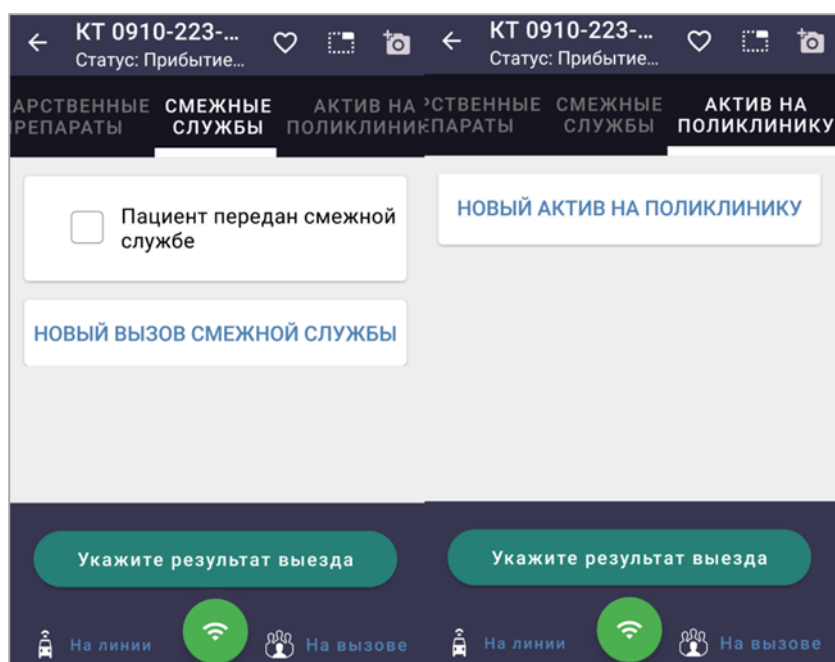 КТ 0910-223-...
Статус: Прибытие...
АРСТВЕННЫЕ СМЕЖНЫЕ АКТИВ НА
РЕПАРАТЫ СЛУЖБЫ ПОЛИКЛИНИК
Пациент передан смежной
службе
НОВЫЙ ВЫЗОВ СМЕЖНОЙ СЛУЖБЫ
Укажите результат выезда
На линии На вызове
КТ 0910-223-...
Статус: Прибытие...
СТВЕННЫЕ СМЕЖНЫЕ АКТИВ НА
ПАРАТЫ СЛУЖБЫ ПОЛИКЛИНИКУ
НОВЫЙ АКТИВ НА ПОЛИКЛИНИКУ
Укажите результат выезда
На линии На вызове